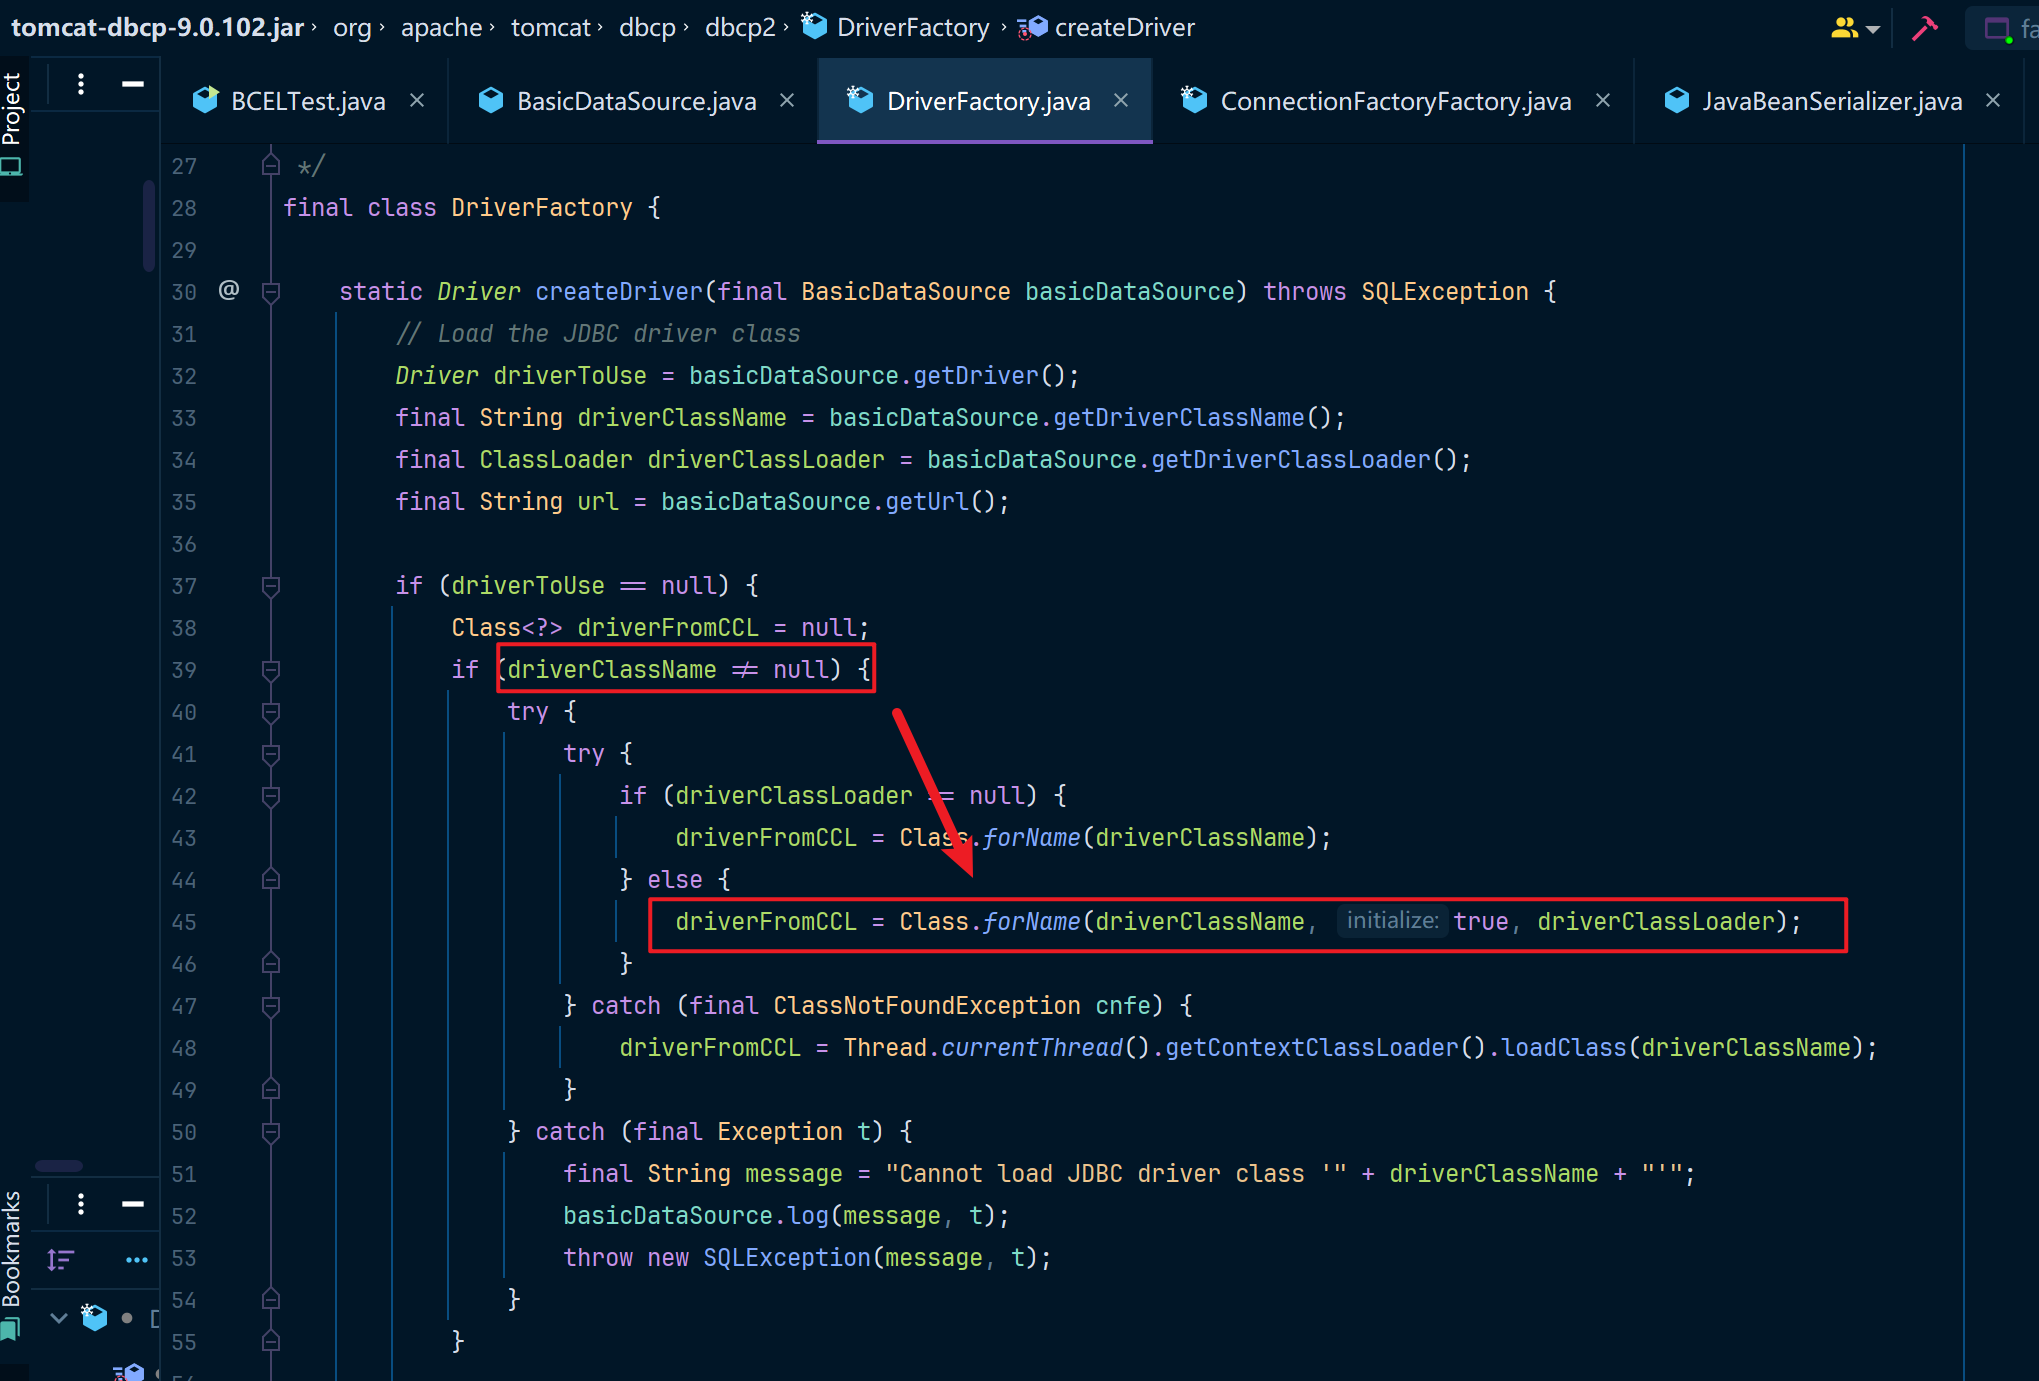 tomcat-dbcp-9.0.102.jar › org › apache › tomcat › dbcp › dbcp2 › DriverFactory › createDriver
Project
BCELTest.java
BasicDataSource.java
DriverFactory.java
ConnectionFactoryFactory.java
JavaBeanSerializer.java
27 */
28 final class DriverFactory {
29
30 @ static Driver createDriver(final BasicDataSource basicDataSource) throws SQLException {
31 // Load the JDBC driver class
32 Driver driverToUse = basicDataSource.getDriver();
33 final String driverClassName = basicDataSource.getDriverClassName();
34 final ClassLoader driverClassLoader = basicDataSource.getDriverClassLoader();
35 final String url = basicDataSource.getUrl();
36
37 if (driverToUse == null) {
38 Class<?> driverFromCCL = null;
39 if (driverClassName != null) {
40 try {
41 try {
42 if (driverClassLoader == null) {
43 driverFromCCL = Class.forName(driverClassName);
44 } else {
45 driverFromCCL = Class.forName(driverClassName, initialize: true, driverClassLoader);
46 }
47 } catch (final ClassNotFoundException cnfe) {
48 driverFromCCL = Thread.currentThread().getContextClassLoader().loadClass(driverClassName);
49 }
50 } catch (final Exception t) {
51 final String message = "Cannot load JDBC driver class '" + driverClassName + "'";
52 basicDataSource.log(message, t);
53 throw new SQLException(message, t);
54 }
55 }
Bookmarks